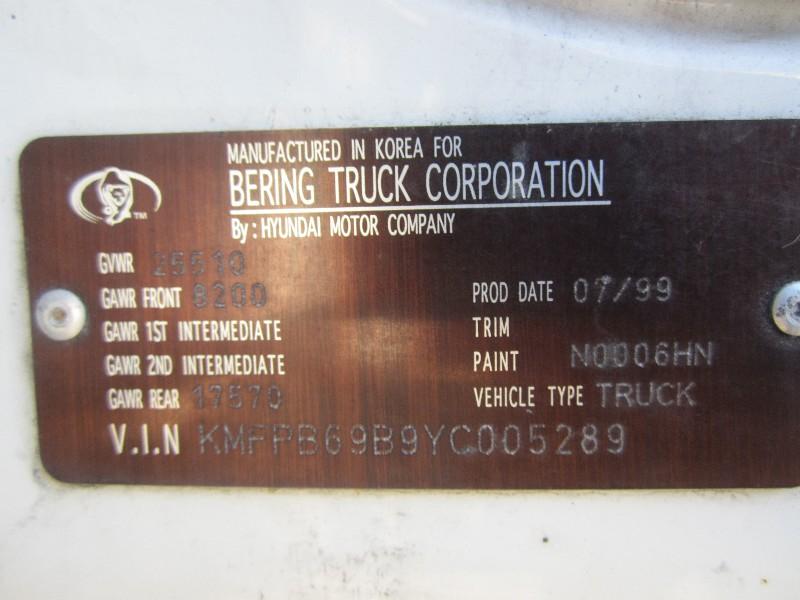 MANUFACTURED IN KOREA FOR
BERING TRUCK CORPORATION
By: HYUNDAI MOTOR COMPANY
TM
GVWR 25510
GAWR FRONT 8200
GAWR 1ST INTERMEDIATE
GAWR 2ND INTERMEDIATE
GAWR REAR 17570
PROD DATE 07/99
TRIM
PAINT N0006HN
VEHICLE TYPE TRUCK
V.I.N KMFPB69B9YC005289